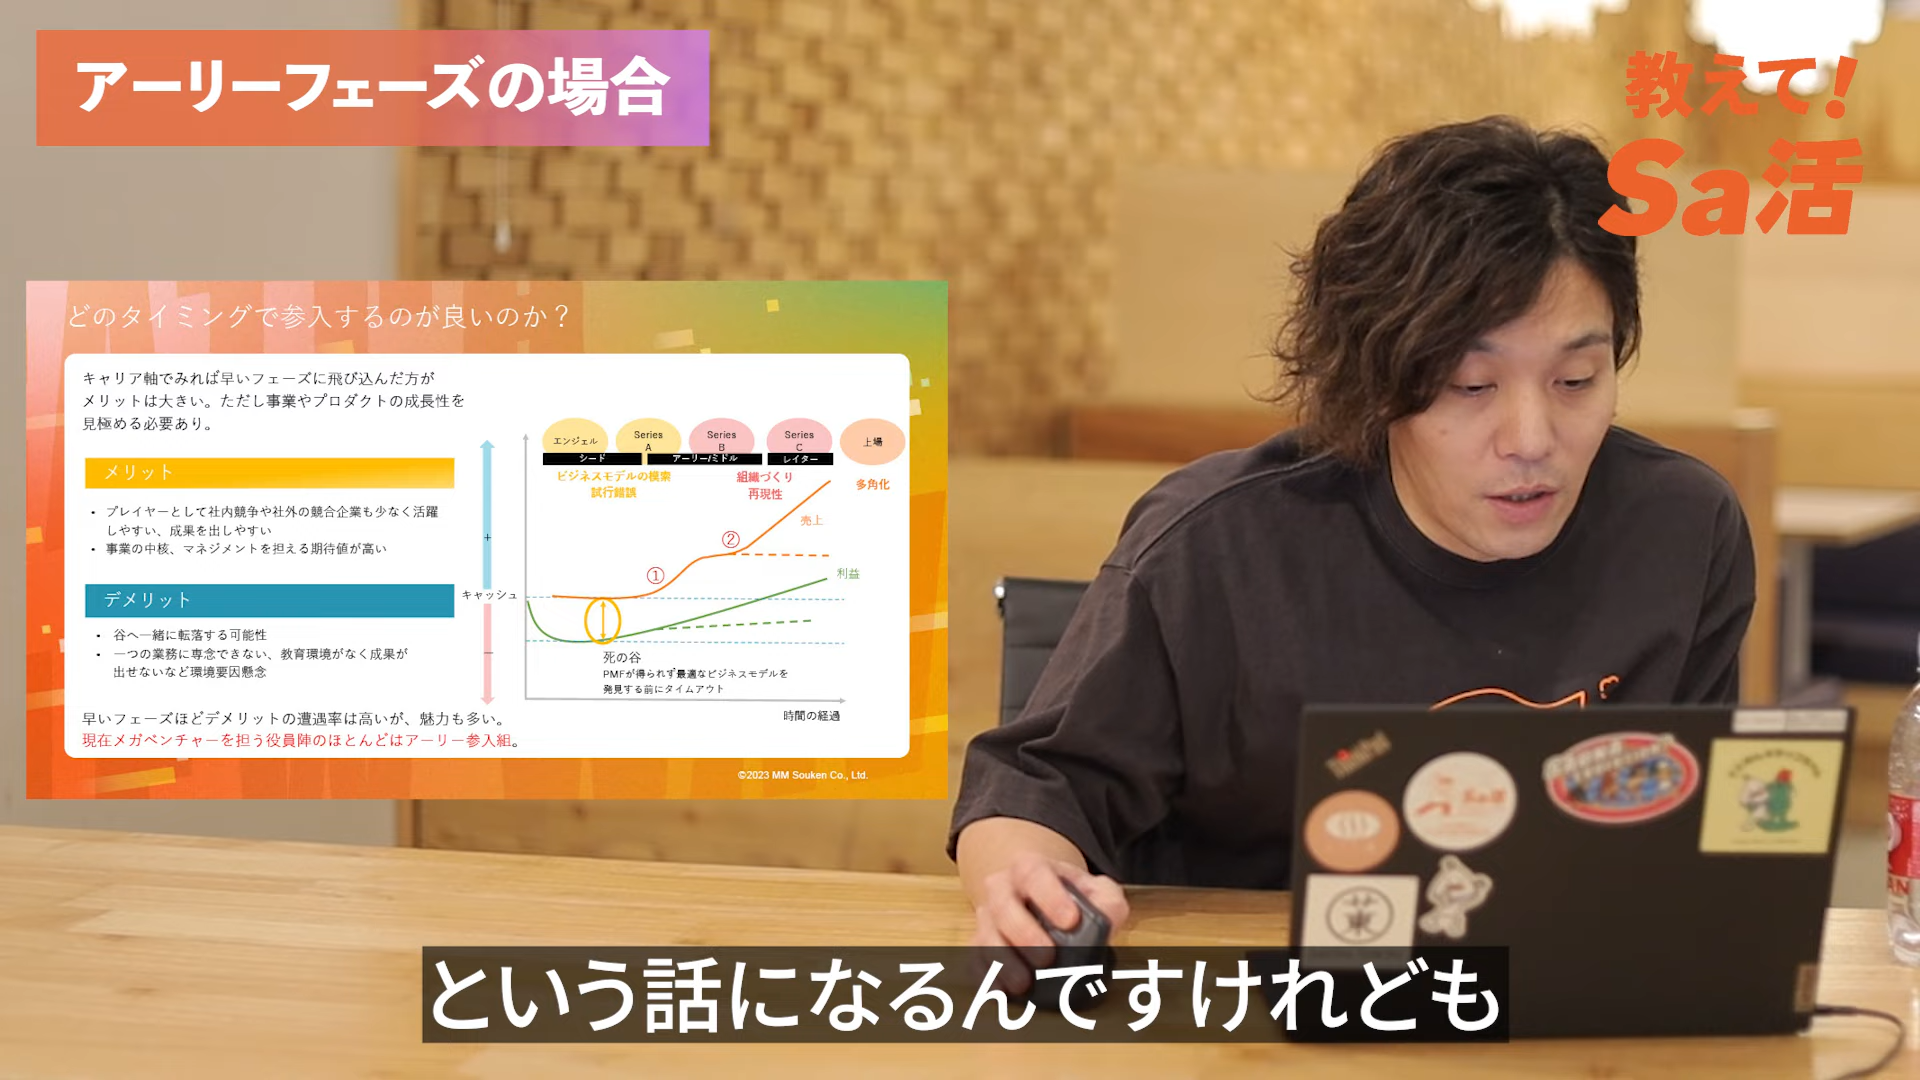 アーリーフェーズの場合
教えて!
Sa活
どのタイミングで参入するのが良いのか？
キャリア軸でみれば早いフェーズに飛び込んだ方が
メリットは大きい。ただし事業やプロダクトの成長性を
見極める必要あり。
メリット
• プレイヤーとして社内競争や社外の競合企業も少なく活躍
しやすい、成果を出しやすい
• 事業の中核、マネジメントを担える期待値が高い
デメリット
• 谷へ一緒に転落する可能性
• 一つの業務に専念できない、教育環境がなく成果が
出せないなど環境要因懸念
早いフェーズほどデメリットの遭遇率は高いが、魅力も多い。
現在メガベンチャーを担う役員陣のほとんどはアーリー参入組。
エンジェル
Series
A
Series
B
Series
C
上場
シード
アーリー/ミドル
レイター
ビジネスモデルの模索
試行錯誤
組織づくり
再現性
多角化
売上
②
①
利益
+
キャッシュ
−
死の谷
PMFが得られず最適なビジネスモデルを
発見する前にタイムアウト
時間の経過
©2023 MM Souken Co., Ltd.
Sa活
という話になるんですけれども